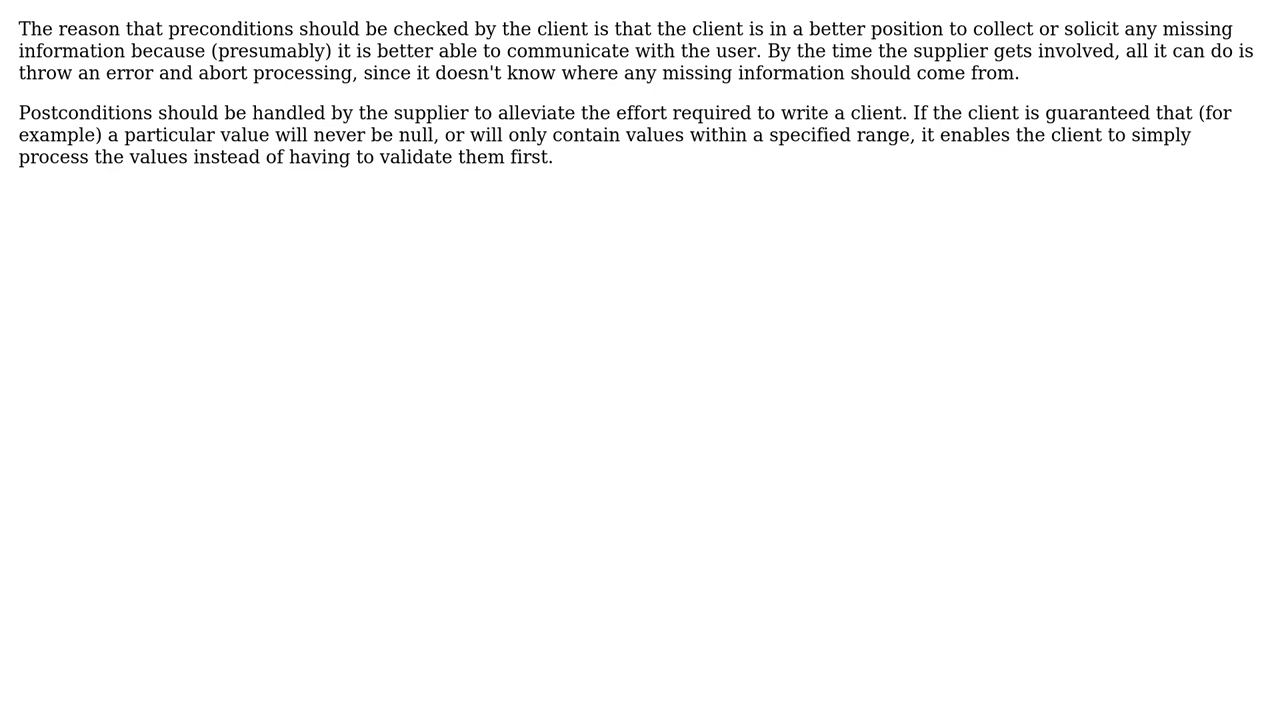 The reason that preconditions should be checked by the client is that the client is in a better position to collect or solicit any missing
information because (presumably) it is better able to communicate with the user. By the time the supplier gets involved, all it can do is
throw an error and abort processing, since it doesn't know where any missing information should come from.
Postconditions should be handled by the supplier to alleviate the effort required to write a client. If the client is guaranteed that (for
example) a particular value will never be null, or will only contain values within a specified range, it enables the client to simply
process the values instead of having to validate them first.